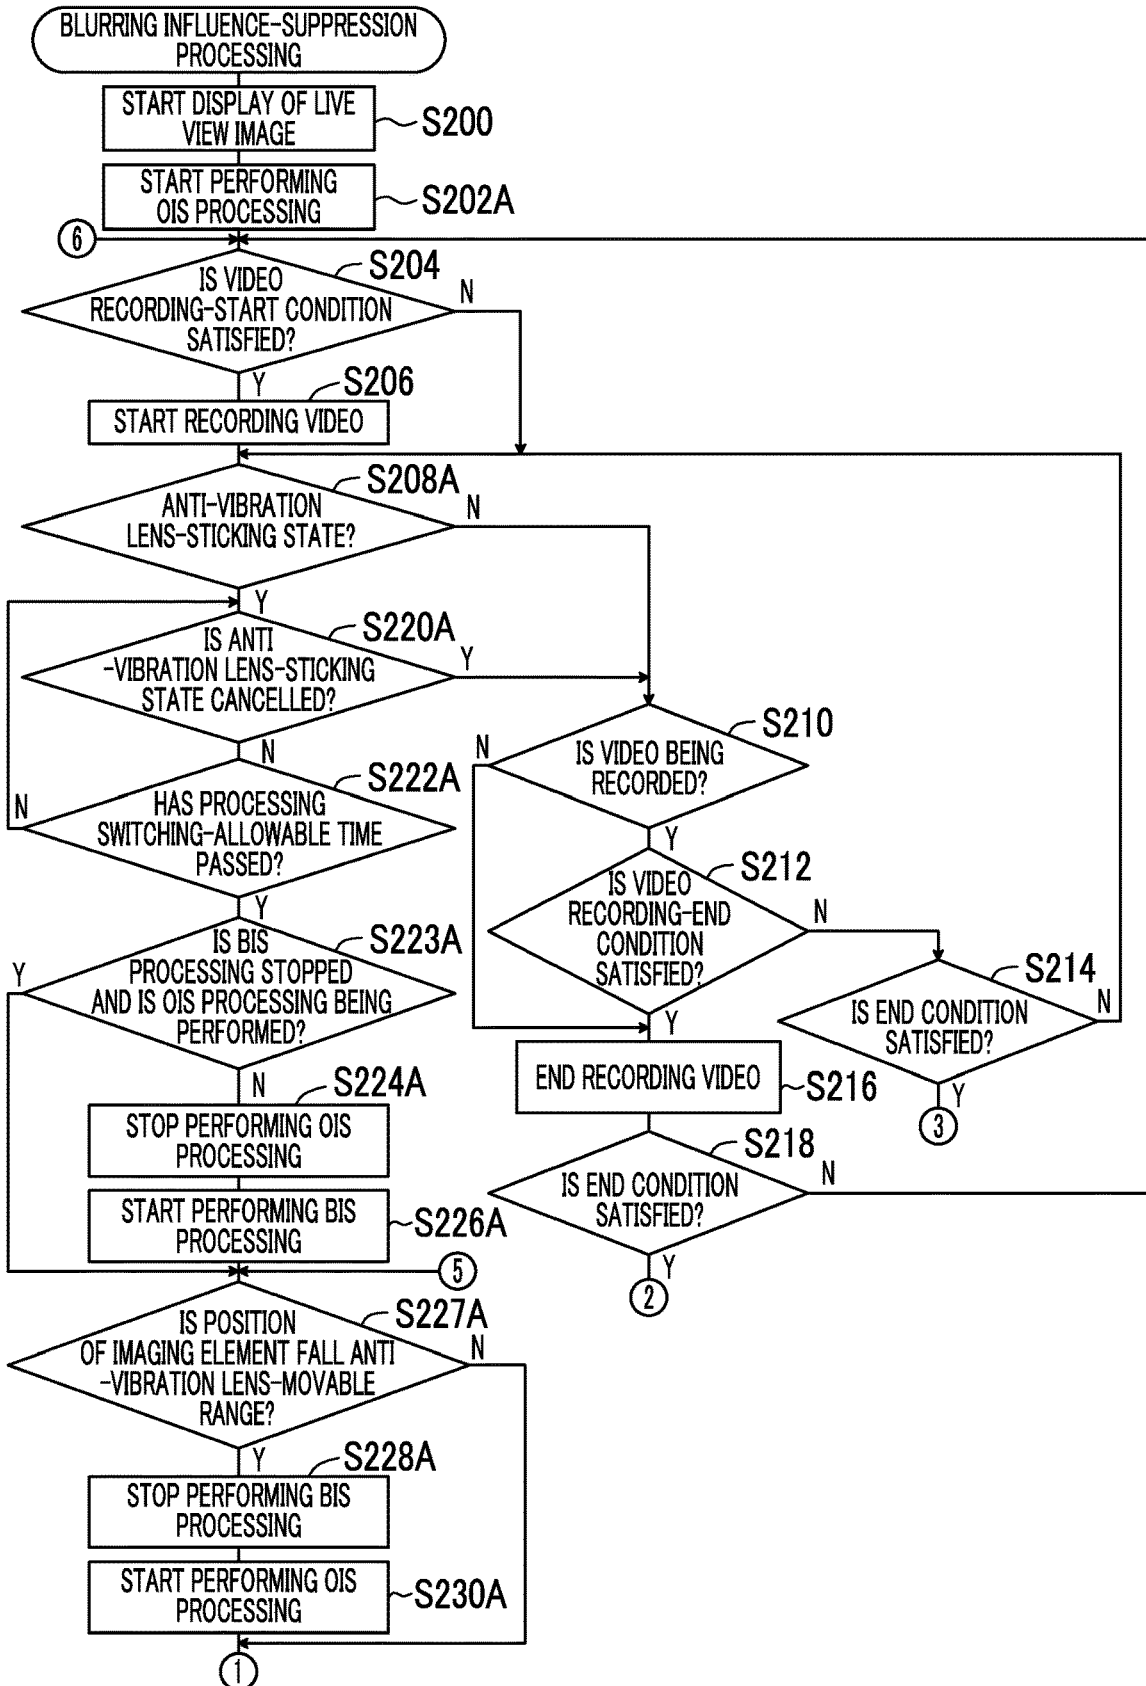 BLURRING INFLUENCE-SUPPRESSION
PROCESSING
START DISPLAY OF LIVE
VIEW IMAGE
S200
START PERFORMING
OIS PROCESSING
S202A
6
IS VIDEO
RECORDING-START CONDITION
SATISFIED?
S204
N
Y
S206
START RECORDING VIDEO
S208A
ANTI-VIBRATION
LENS-STICKING STATE?
N
Y
S220A
IS ANTI
-VIBRATION LENS-STICKING
STATE CANCELLED?
Y
N
S222A
HAS PROCESSING
SWITCHING-ALLOWABLE TIME
PASSED?
N
Y
S223A
IS BIS
PROCESSING STOPPED
AND IS OIS PROCESSING BEING
PERFORMED?
Y
N
S224A
STOP PERFORMING OIS
PROCESSING
START PERFORMING BIS
PROCESSING
S226A
5
S227A
IS POSITION
OF IMAGING ELEMENT FALL ANTI
-VIBRATION LENS-MOVABLE
RANGE?
N
Y
S228A
STOP PERFORMING BIS
PROCESSING
START PERFORMING OIS
PROCESSING
S230A
1
S210
IS VIDEO BEING
RECORDED?
N
Y
S212
IS VIDEO
RECORDING-END
CONDITION
SATISFIED?
N
Y
S214
IS END CONDITION
SATISFIED?
N
Y
3
END RECORDING VIDEO
S216
S218
IS END CONDITION
SATISFIED?
N
Y
2